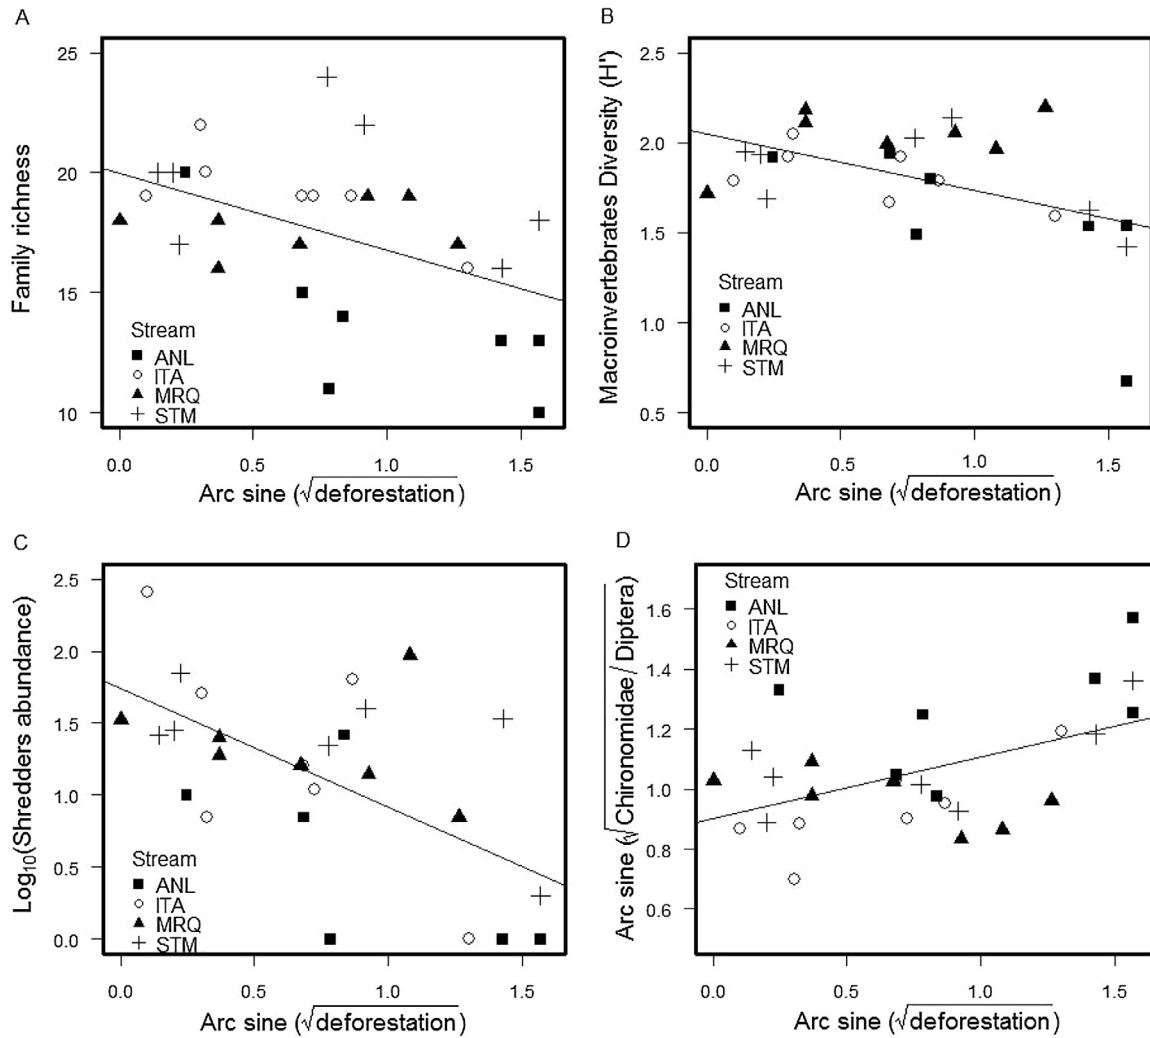 A
Family richness
25
20
15
10
Stream
ANL
ITA
MRQ
STM
0.0 0.5 1.0 1.5
Arc sine (√deforestation)
B
Macroinvertebrates Diversity (H')
2.5
2.0
1.5
1.0
0.5
Stream
ANL
ITA
MRQ
STM
0.0 0.5 1.0 1.5
Arc sine (√deforestation)
C
Log₁₀(Shredders abundance)
2.5
2.0
1.5
1.0
0.5
0.0
Stream
ANL
ITA
MRQ
STM
0.0 0.5 1.0 1.5
Arc sine (√deforestation)
D
Arc sine (√Chironomidae/Diptera)
1.6
1.4
1.2
1.0
0.8
0.6
Stream
ANL
ITA
MRQ
STM
0.0 0.5 1.0 1.5
Arc sine (√deforestation)